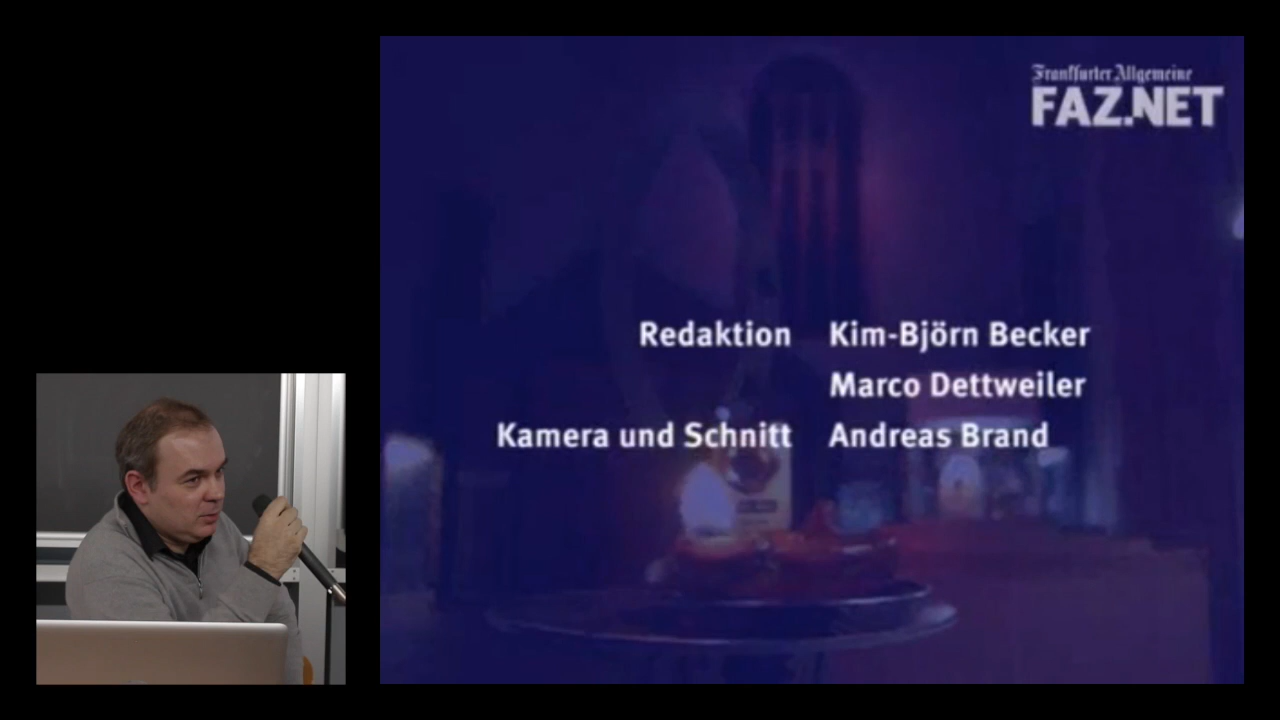 Frankfurter Allgemeine
FAZ.NET
Redaktion Kim-Björn Becker
Marco Dettweiler
Kamera und Schnitt Andreas Brand